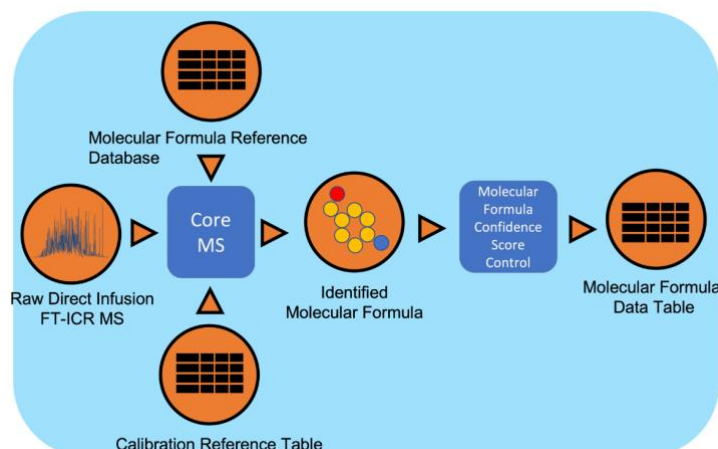 Molecular Formula Reference
Database
Core
MS
Raw Direct Infusion
FT-ICR MS
Calibration Reference Table
Identified
Molecular Formula
Molecular
Formula
Confidence
Score
Control
Molecular Formula
Data Table